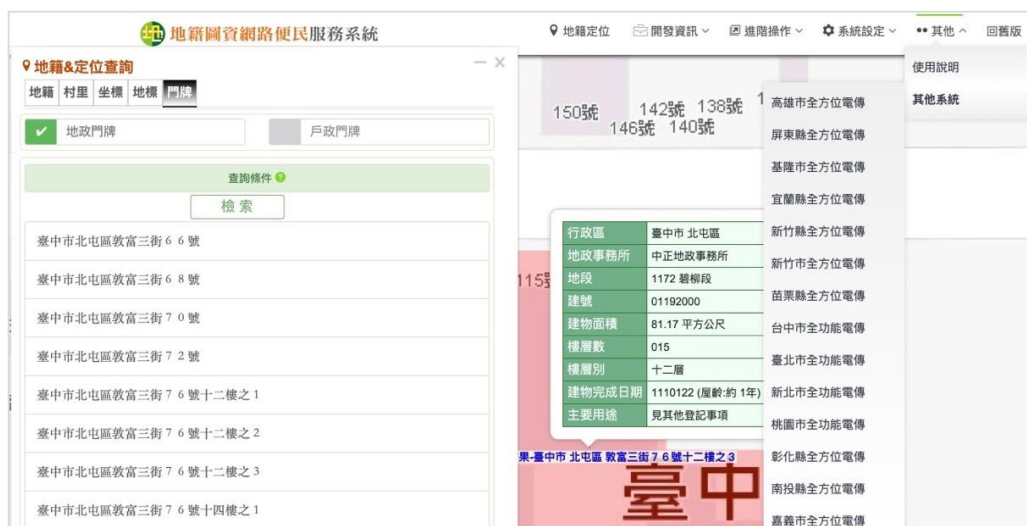 地籍圖資網路便民服務系統
地籍定位 開發資訊 進階操作 系統設定 其他 回舊版
地籍&定位查詢
地籍 村里 坐標 地標 門牌
地政門牌 戶政門牌
查詢條件
檢索
臺中市北屯區敦富三街66號
臺中市北屯區敦富三街68號
臺中市北屯區敦富三街70號
臺中市北屯區敦富三街72號
臺中市北屯區敦富三街76號十二樓之1
臺中市北屯區敦富三街76號十二樓之2
臺中市北屯區敦富三街76號十二樓之3
臺中市北屯區敦富三街76號十四樓之1
150號 142號 138號
146號 140號
行政區 臺中市 北屯區
地政事務所 中正地政事務所
地段 1172 碧柳段
建號 01192000
建物面積 81.17 平方公尺
樓層數 015
樓層別 十二層
建物完成日期 1110122 (屋齡:約 1年)
主要用途 見其他登記事項
果-臺中市 北屯區 敦富三街76號十二樓之3
臺中
使用說明
其他系統
高雄市全方位電傳
屏東縣全方位電傳
基隆市全方位電傳
宜蘭縣全方位電傳
新竹縣全方位電傳
新竹市全方位電傳
苗栗縣全方位電傳
台中市全功能電傳
臺北市全功能電傳
新北市全功能電傳
桃園市全功能電傳
彰化縣全方位電傳
南投縣全方位電傳
嘉義市全方位電傳